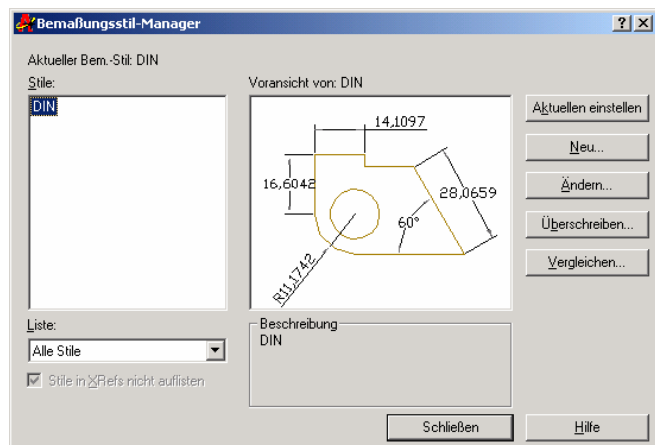 Bemaßungsstil-Manager
Aktueller Bem.-Stil: DIN
Stile:
DIN
Voransicht von: DIN
14,1097
16,6042
28,0659
60°
R11,1742
Aktuellen einstellen
Neu...
Ändern...
Überschreiben...
Vergleichen...
Liste:
Alle Stile
Stile in XRefs nicht auflisten
Beschreibung
DIN
Schließen
Hilfe